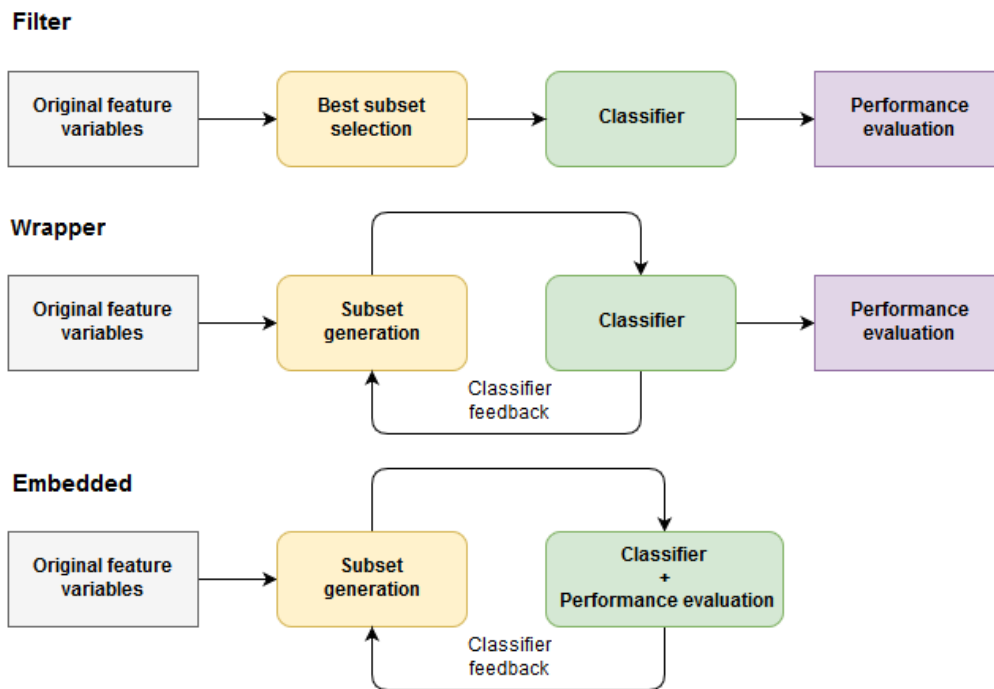 Filter
Original feature
variables
Best subset
selection
Classifier
Performance
evaluation
Wrapper
Original feature
variables
Subset
generation
Classifier
Performance
evaluation
Classifier
feedback
Embedded
Original feature
variables
Subset
generation
Classifier
+
Performance evaluation
Classifier
feedback